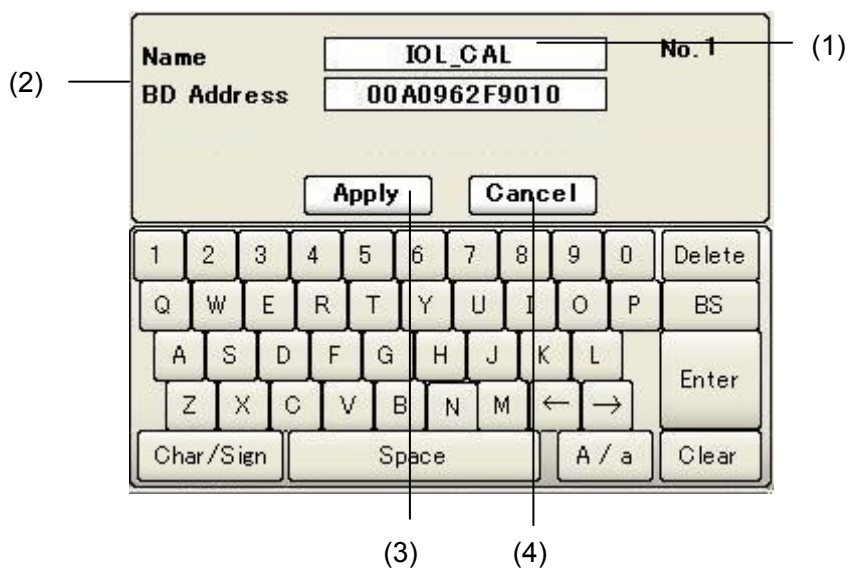 Name IOL_CAL No. 1 (1)
(2)
BD Address 00A0962F9010
Apply Cancel
1 2 3 4 5 6 7 8 9 0 Delete
Q W E R T Y U I O P BS
A S D F G H J K L
Enter
Z X C V B N M ← →
Char/Sign Space A/a Clear
(3) (4)